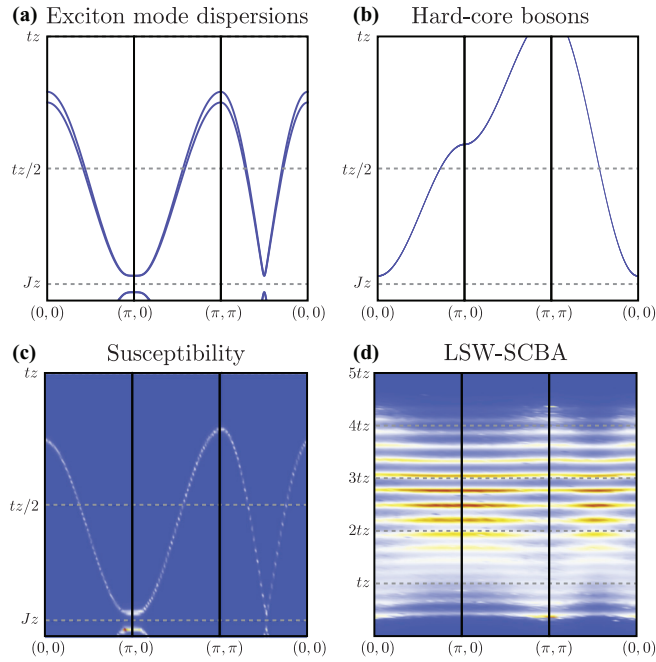 (a) Exciton mode dispersions
tz
tz/2
Jz
(0, 0) (π, 0) (π, π) (0, 0)
(b) Hard-core bosons
tz
tz/2
Jz
(0, 0) (π, 0) (π, π) (0, 0)
(c) Susceptibility
tz
tz/2
Jz
(0, 0) (π, 0) (π, π) (0, 0)
(d) LSW-SCBA
5tz
4tz
3tz
2tz
tz
(0, 0) (π, 0) (π, π) (0, 0)